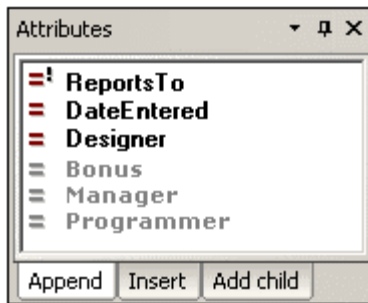 Attributes
=! ReportsTo
= DateEntered
= Designer
= Bonus
= Manager
= Programmer
Append Insert Add child